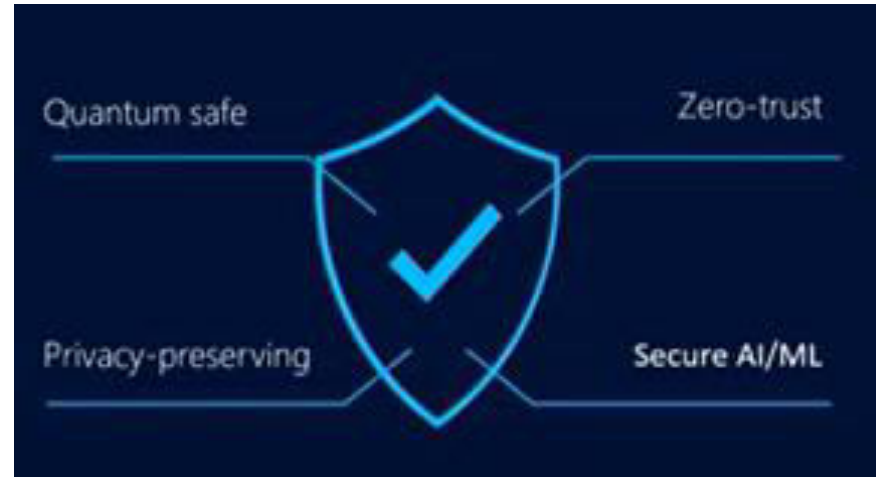 Quantum safe
Zero-trust
Privacy-preserving
Secure AI/ML